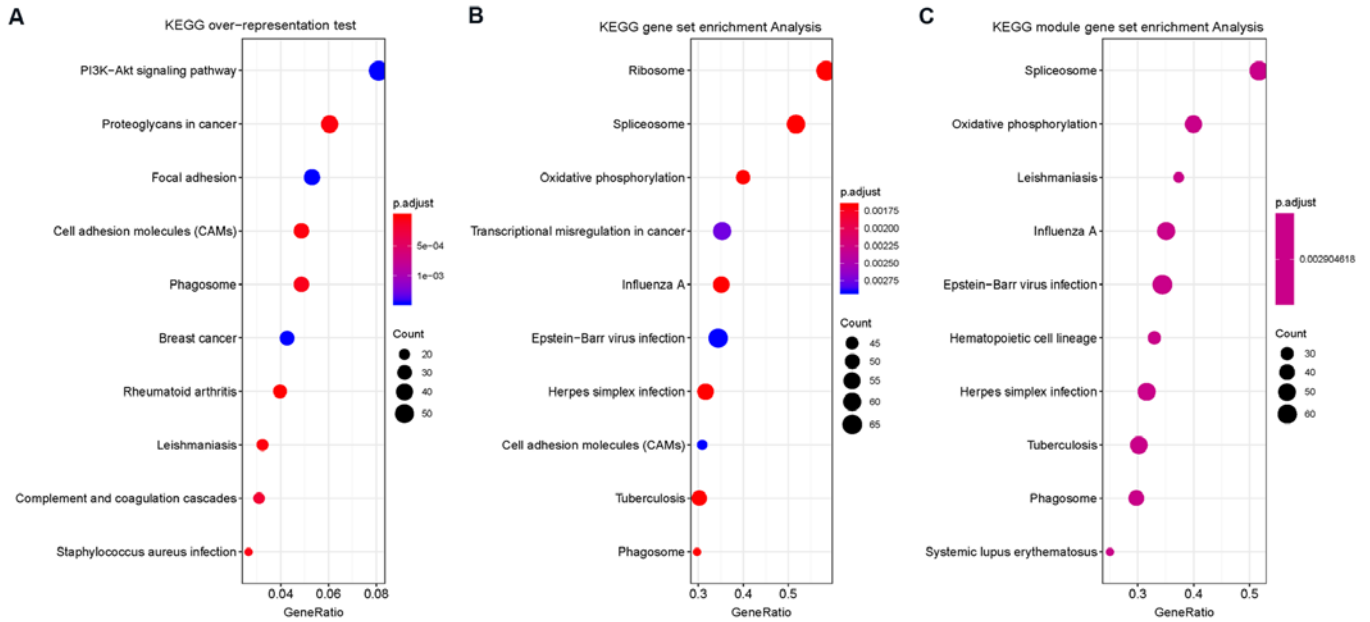 A
KEGG over−representation test
PI3K−Akt signaling pathway
Proteoglycans in cancer
Focal adhesion
Cell adhesion molecules (CAMs)
Phagosome
Breast cancer
Rheumatoid arthritis
Leishmaniasis
Complement and coagulation cascades
Staphylococcus aureus infection
0.04 0.06 0.08
GeneRatio
p.adjust
5e−04
1e−03
Count
20
30
40
50
B
KEGG gene set enrichment Analysis
Ribosome
Spliceosome
Oxidative phosphorylation
Transcriptional misregulation in cancer
Influenza A
Epstein−Barr virus infection
Herpes simplex infection
Cell adhesion molecules (CAMs)
Tuberculosis
Phagosome
0.3 0.4 0.5
GeneRatio
p.adjust
0.00175
0.00200
0.00225
0.00250
0.00275
Count
45
50
55
60
65
C
KEGG module gene set enrichment Analysis
Spliceosome
Oxidative phosphorylation
Leishmaniasis
Influenza A
Epstein−Barr virus infection
Hematopoietic cell lineage
Herpes simplex infection
Tuberculosis
Phagosome
Systemic lupus erythematosus
0.3 0.4 0.5
GeneRatio
p.adjust
0.002904618
Count
30
40
50
60